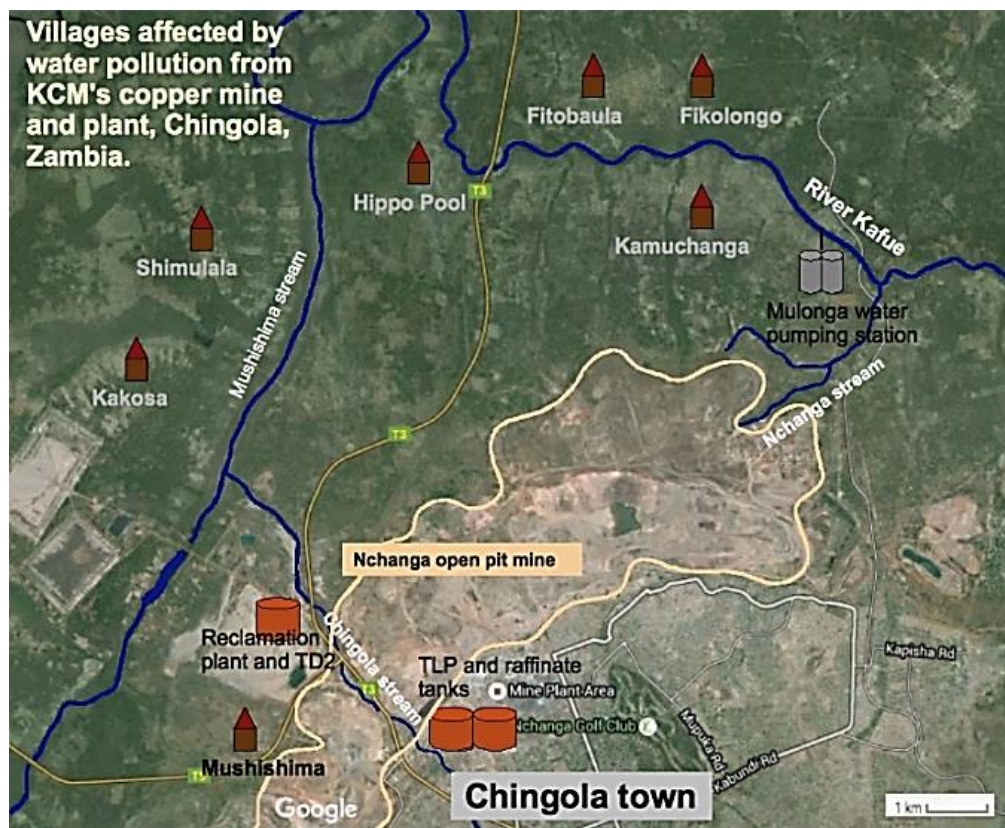 Villages affected by
water pollution from
KCM's copper mine
and plant, Chingola,
Zambia.
Fitobaula
Fikolongo
Hippo Pool
T3
Kamuchanga
River Kafue
Shimulala
Mushishima stream
Mulonga water
pumping station
Kakosa
Nchanga stream
T3
Nchanga open pit mine
Reclamation
plant and TD2
Chingola stream
TLP and raffinate
tanks
Mine Plant Area
Kapisha Rd
T3
Nchanga Golf Club
Mupuka Rd
Kabundi Rd
Mushishima
Google
Chingola town
1 km